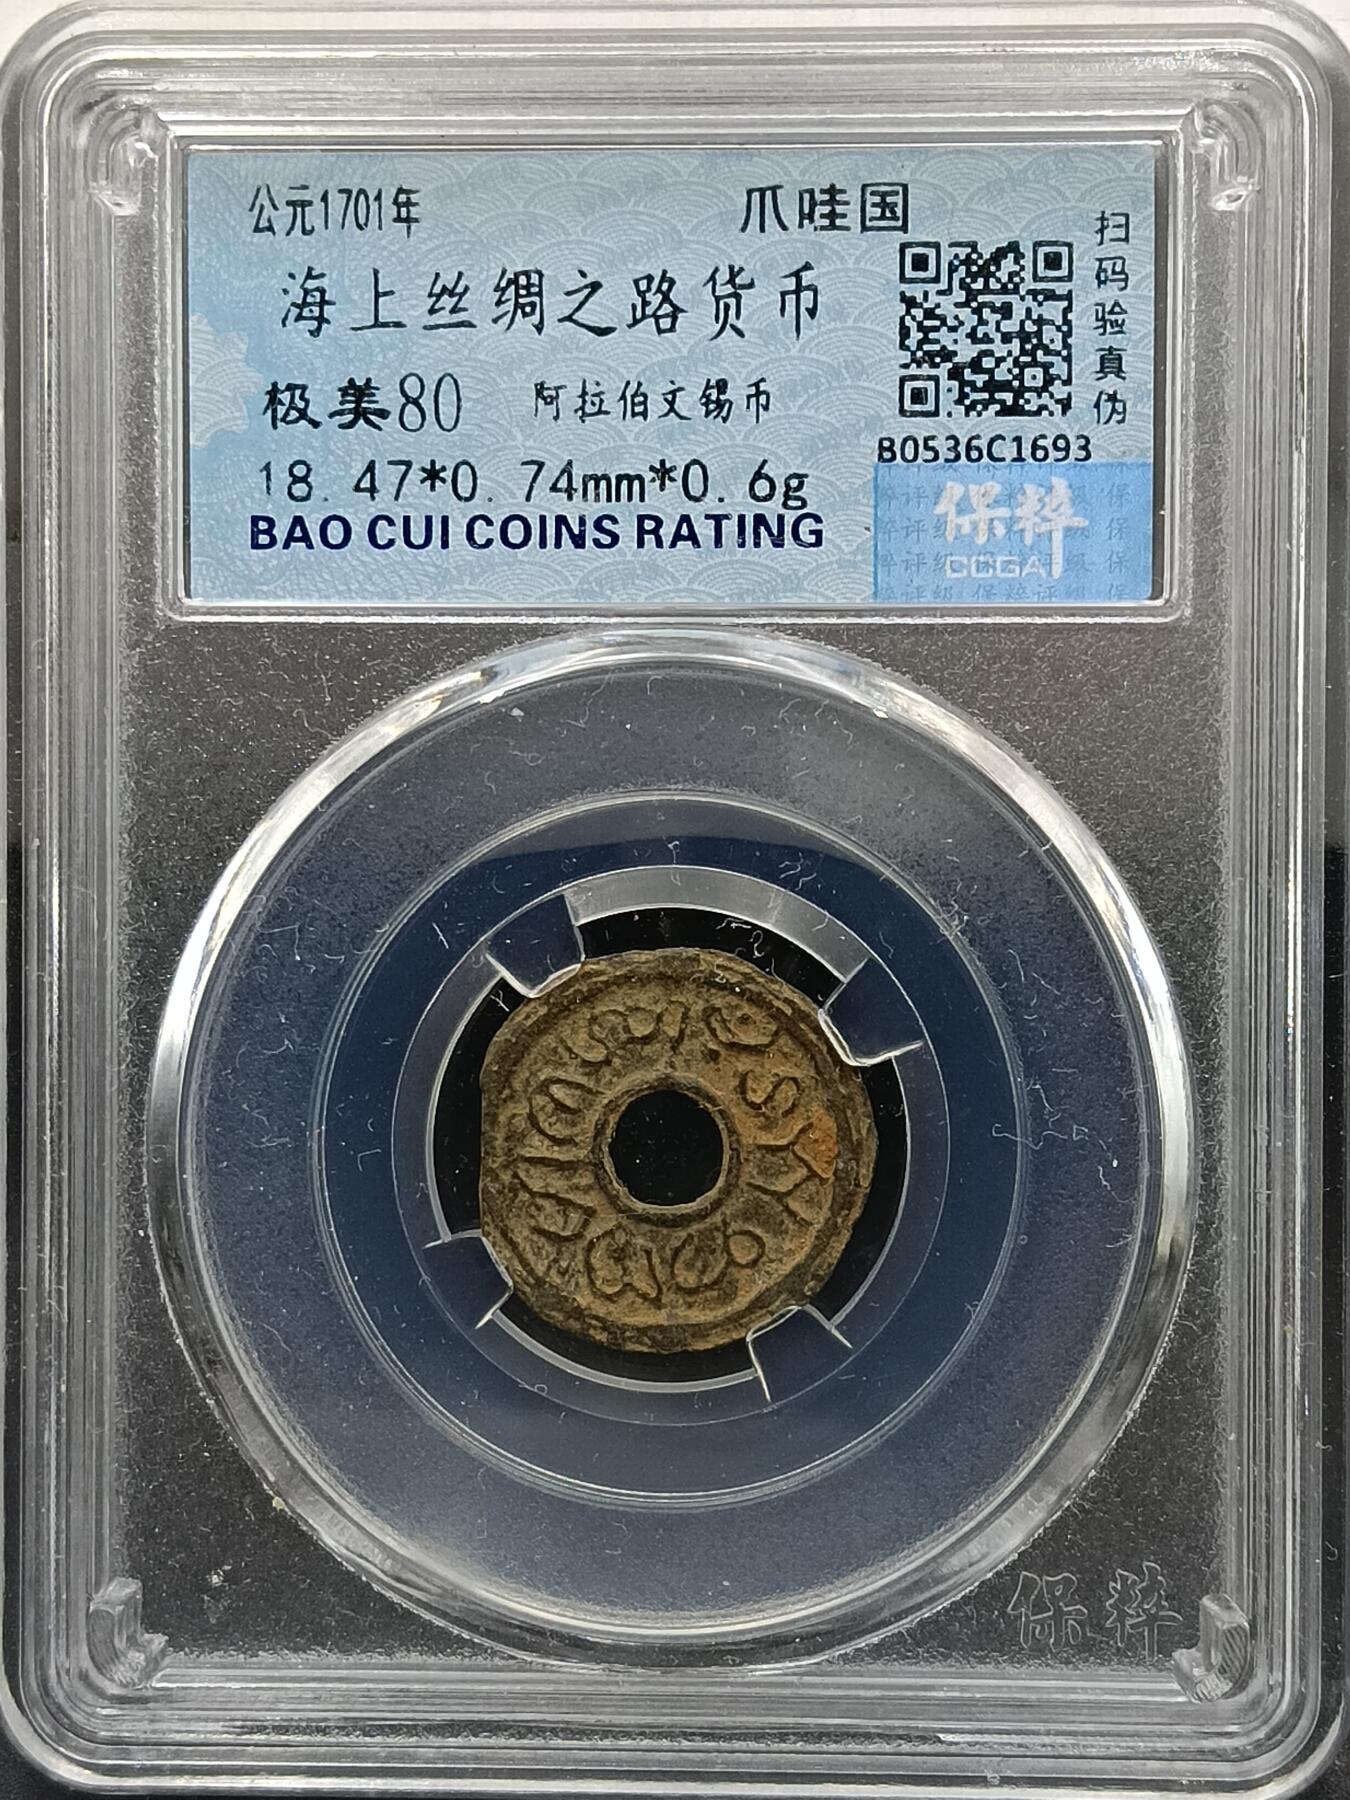 公元1701年
爪哇国
海上丝绸之路货币
极美80
阿拉伯文锡币
18.47*0.74mm*0.6g
BAO CUI COINS RATING
扫码验真伪
B0536C1693
保粹
CCGA
保粹